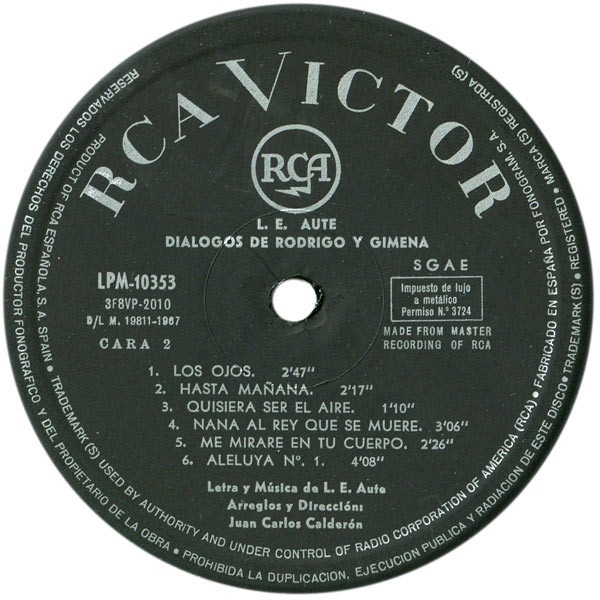 RCA VICTOR
RCA
L. E. AUTE
DIALOGOS DE RODRIGO Y GIMENA
LPM-10353
3F8VP-2010
D/L M. 19811-1967
CARA 2
SGAE
Impuesto de lujo
a metálico
Permiso N.º 3724
MADE FROM MASTER
RECORDING OF RCA
1. LOS OJOS. 2'47"
2. HASTA MAÑANA. 2'17"
3. QUISIERA SER EL AIRE. 1'10"
4. NANA AL REY QUE SE MUERE. 3'06"
5. ME MIRARE EN TU CUERPO. 2'26"
6. ALELUYA Nº. 1. 4'08"
Letra y Música de L. E. Aute
Arreglos y Dirección:
Juan Carlos Calderón
PRODUCT OF RCA ESPAÑOLA, S. A. SPAIN • TRADEMARK(S) USED BY AUTHORITY AND UNDER CONTROL OF RADIO CORPORATION OF AMERICA (RCA) • FABRICADO EN ESPAÑA POR FONOGRAM, S. A.
RESERVADOS LOS DERECHOS DEL PRODUCTOR FONOGRAFICO Y DEL PROPIETARIO DE LA OBRA • PROHIBIDA LA DUPLICACION, EJECUCION PUBLICA Y RADIACION DE ESTE DISCO • TRADEMARK(S) REGISTERED • MARCA(S) REGISTRDA(S)